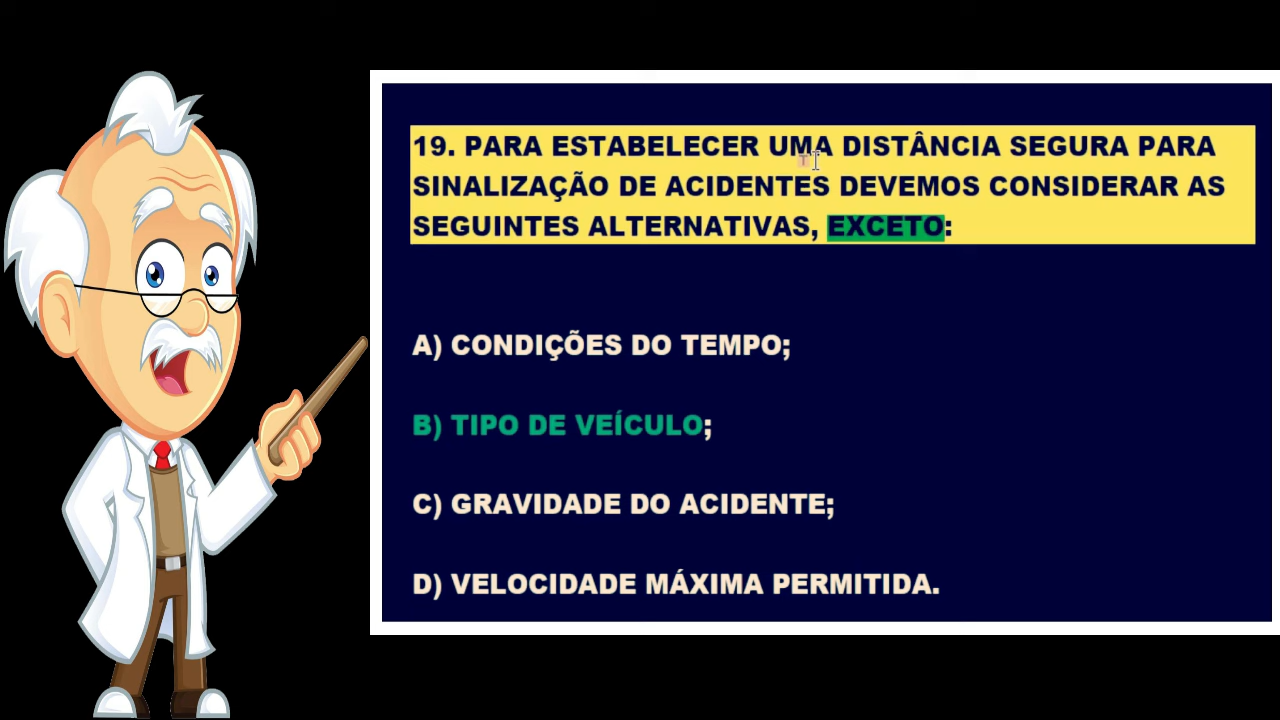 19. PARA ESTABELECER UMA DISTÂNCIA SEGURA PARA
SINALIZAÇÃO DE ACIDENTES DEVEMOS CONSIDERAR AS
SEGUINTES ALTERNATIVAS, EXCETO:
A) CONDIÇÕES DO TEMPO;
B) TIPO DE VEÍCULO;
C) GRAVIDADE DO ACIDENTE;
D) VELOCIDADE MÁXIMA PERMITIDA.